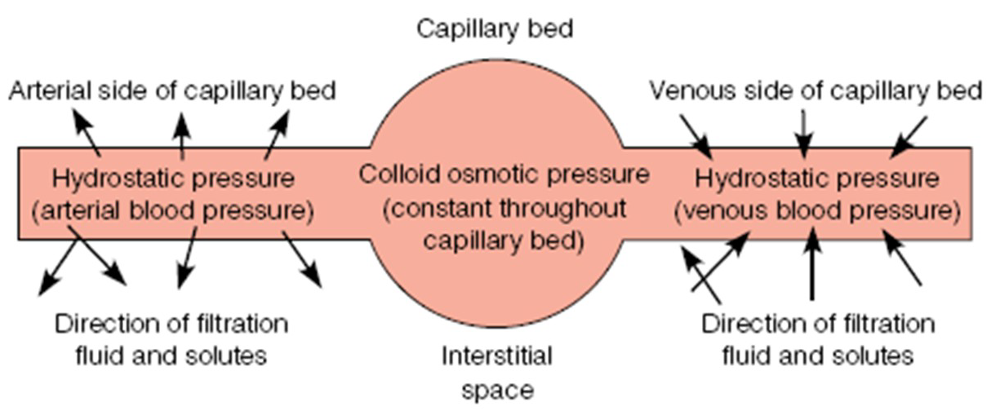 Capillary bed
Arterial side of capillary bed
Venous side of capillary bed
Hydrostatic pressure
(arterial blood pressure)
Colloid osmotic pressure
(constant throughout
capillary bed)
Hydrostatic pressure
(venous blood pressure)
Direction of filtration
fluid and solutes
Interstitial
space
Direction of filtration
fluid and solutes